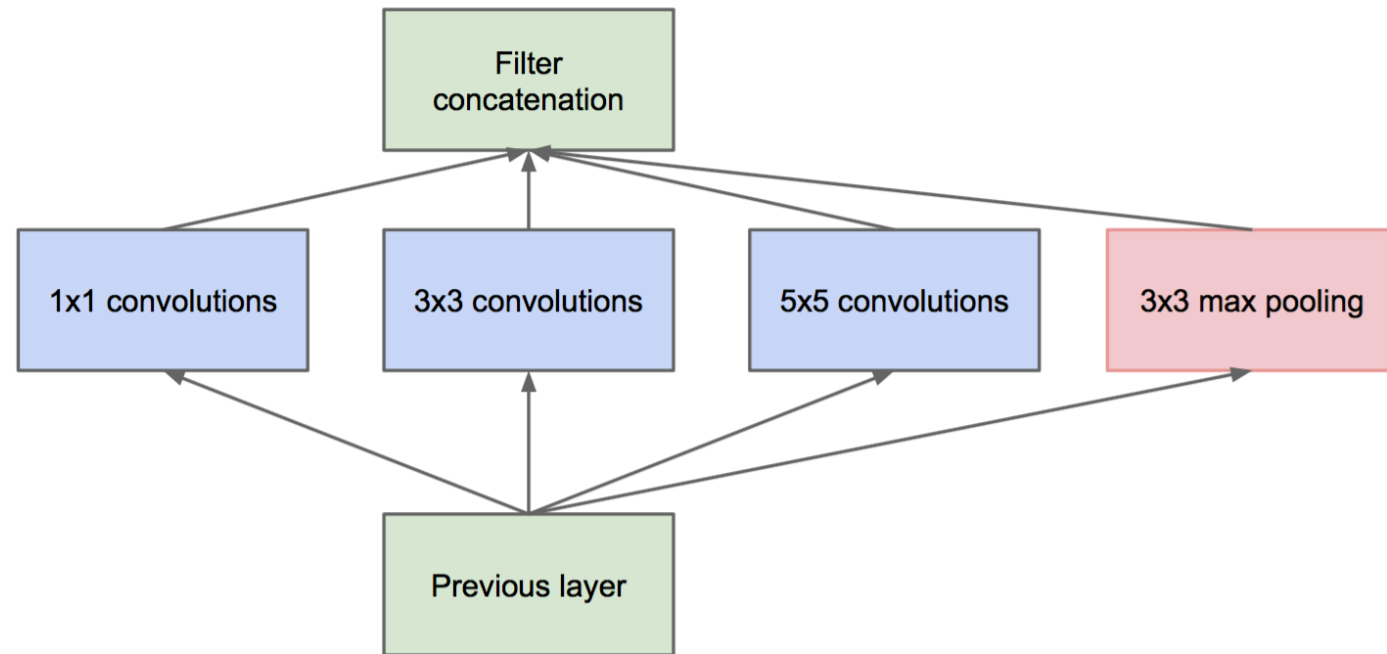 Filter
concatenation
1x1 convolutions
3x3 convolutions
5x5 convolutions
3x3 max pooling
Previous layer